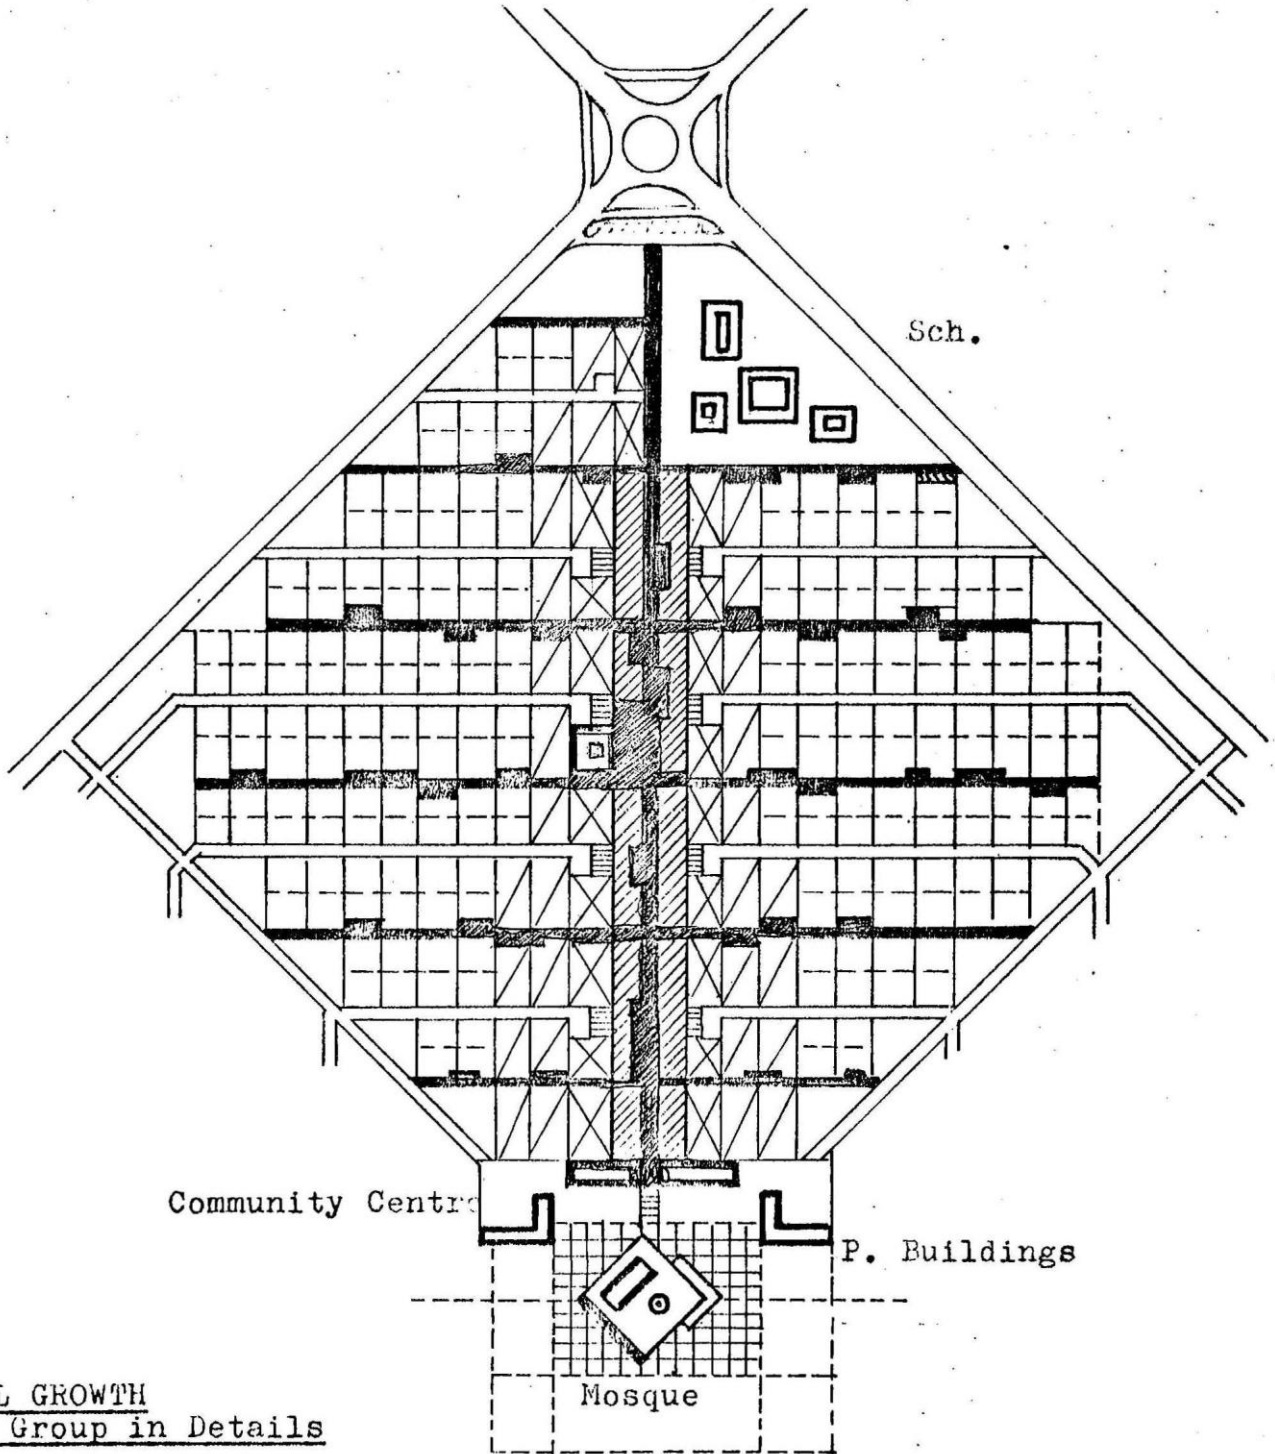 Sch.
Community Centr
P. Buildings
Mosque
GROWTH
Group in Details